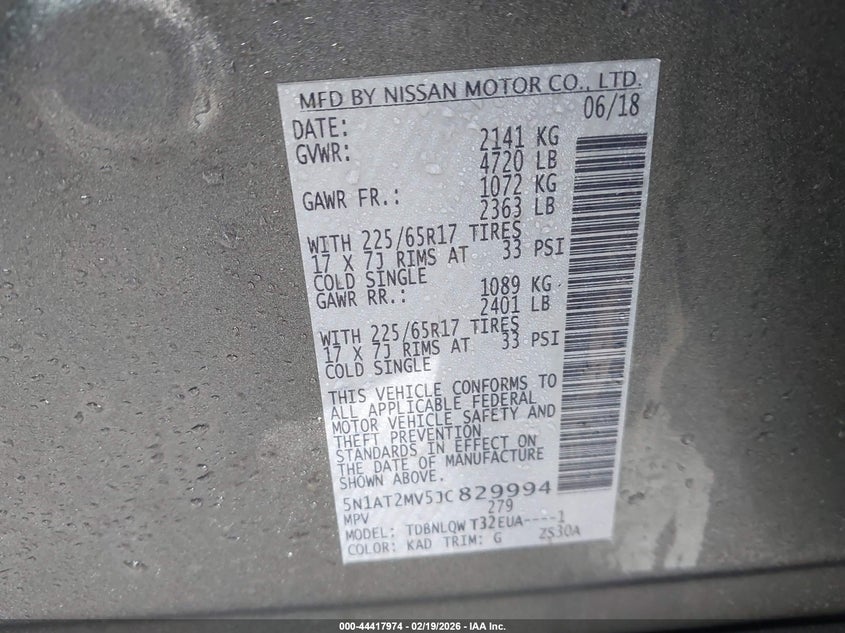 MFD BY NISSAN MOTOR CO., LTD.
DATE: 06/18
GVWR: 2141 KG
4720 LB
GAWR FR.: 1072 KG
2363 LB
WITH 225/65R17 TIRES
17 X 7J RIMS AT 33 PSI
COLD SINGLE
GAWR RR.: 1089 KG
2401 LB
WITH 225/65R17 TIRES
17 X 7J RIMS AT 33 PSI
COLD SINGLE
THIS VEHICLE CONFORMS TO
ALL APPLICABLE FEDERAL
MOTOR VEHICLE SAFETY AND
THEFT PREVENTION
STANDARDS IN EFFECT ON
THE DATE OF MANUFACTURE
SHOWN ABOVE.
5N1AT2MV5JC829994
MPV 279
MODEL: TDBNLQW T32EUA----1
COLOR: KAD TRIM: G ZS30A
000-44417974 - 02/19/2026 - IAA Inc.